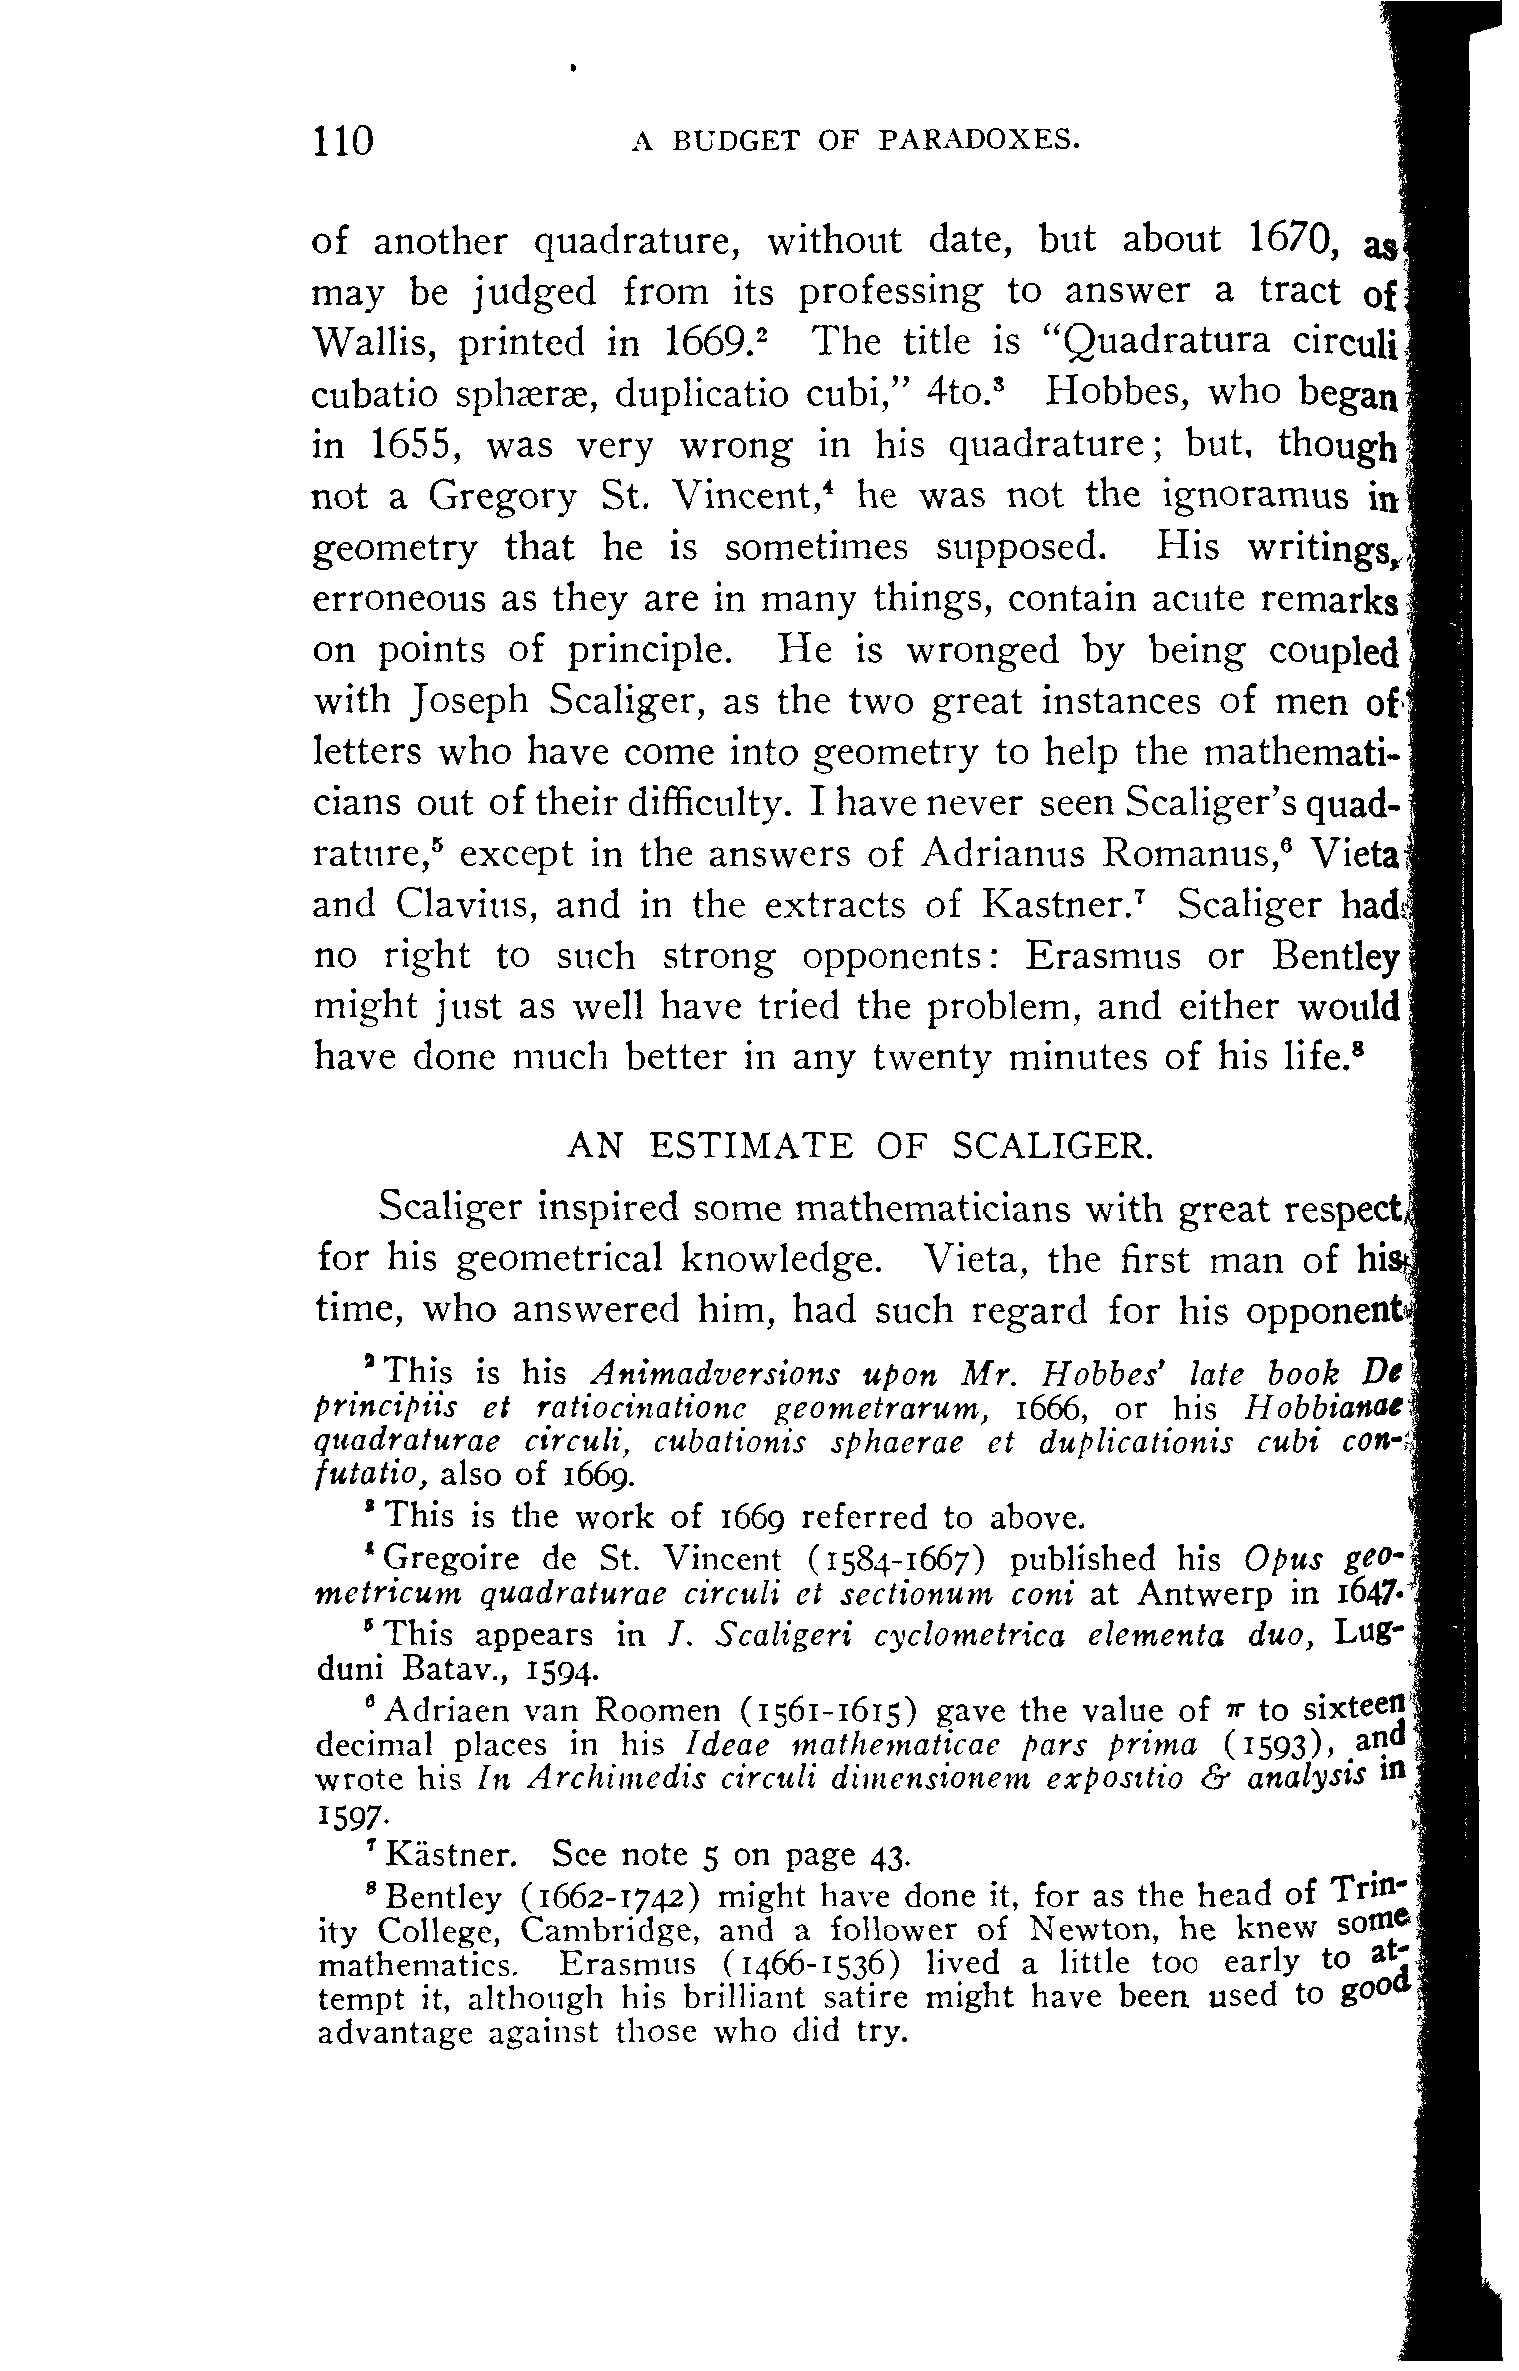 110 A BUDGET OF PARADOXES.
of another quadrature, without date, but about 1670, as
may be judged from its professing to answer a tract of
Wallis, printed in 1669.² The title is “Quadratura circuli
cubatio sphæræ, duplicatio cubi,” 4to.³ Hobbes, who began
in 1655, was very wrong in his quadrature; but, though
not a Gregory St. Vincent,⁴ he was not the ignoramus in
geometry that he is sometimes supposed. His writings,
erroneous as they are in many things, contain acute remarks
on points of principle. He is wronged by being coupled
with Joseph Scaliger, as the two great instances of men of
letters who have come into geometry to help the mathemati-
cians out of their difficulty. I have never seen Scaliger’s quad-
rature,⁵ except in the answers of Adrianus Romanus,⁶ Vieta
and Clavius, and in the extracts of Kastner.⁷ Scaliger had
no right to such strong opponents: Erasmus or Bentley
might just as well have tried the problem, and either would
have done much better in any twenty minutes of his life.⁸
AN ESTIMATE OF SCALIGER.
Scaliger inspired some mathematicians with great respect
for his geometrical knowledge. Vieta, the first man of his
time, who answered him, had such regard for his opponent
² This is his Animadversions upon Mr. Hobbes’ late book De
principiis et ratiocinatione geometrarum, 1666, or his Hobbianae
quadraturae circuli, cubationis sphaerae et duplicationis cubi con-
futatio, also of 1669.
³ This is the work of 1669 referred to above.
⁴ Gregoire de St. Vincent (1584-1667) published his Opus geo-
metricum quadraturae circuli et sectionum coni at Antwerp in 1647.
⁵ This appears in J. Scaligeri cyclometrica elementa duo, Lug-
duni Batav., 1594.
⁶ Adriaen van Roomen (1561-1615) gave the value of π to sixteen
decimal places in his Ideae mathematicae pars prima (1593), and
wrote his In Archimedis circuli dimensionem expositio & analysis in
1597.
⁷ Kästner. See note 5 on page 43.
⁸ Bentley (1662-1742) might have done it, for as the head of Trin-
ity College, Cambridge, and a follower of Newton, he knew some
mathematics. Erasmus (1466-1536) lived a little too early to at-
tempt it, although his brilliant satire might have been used to good
advantage against those who did try.